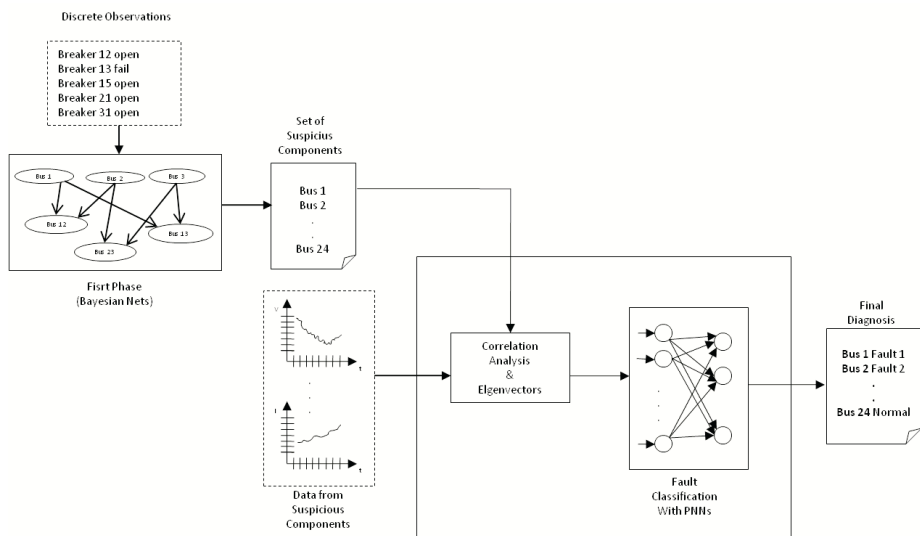 Discrete Observations
Breaker 12 open
Breaker 13 fail
Breaker 15 open
Breaker 21 open
Breaker 31 open
Bus 1
Bus 2
Bus 3
Bus 12
Bus 13
Bus 23
Fisrt Phase
(Bayesian Nets)
Set of
Suspicius
Components
Bus 1
Bus 2
.
Bus 24
V
t
I
t
Data from
Suspicious
Components
Correlation
Analysis
&
Elgenvectors
Fault
Classification
With PNNs
Final
Diagnosis
Bus 1 Fault 1
Bus 2 Fault 2
.
.
Bus 24 Normal